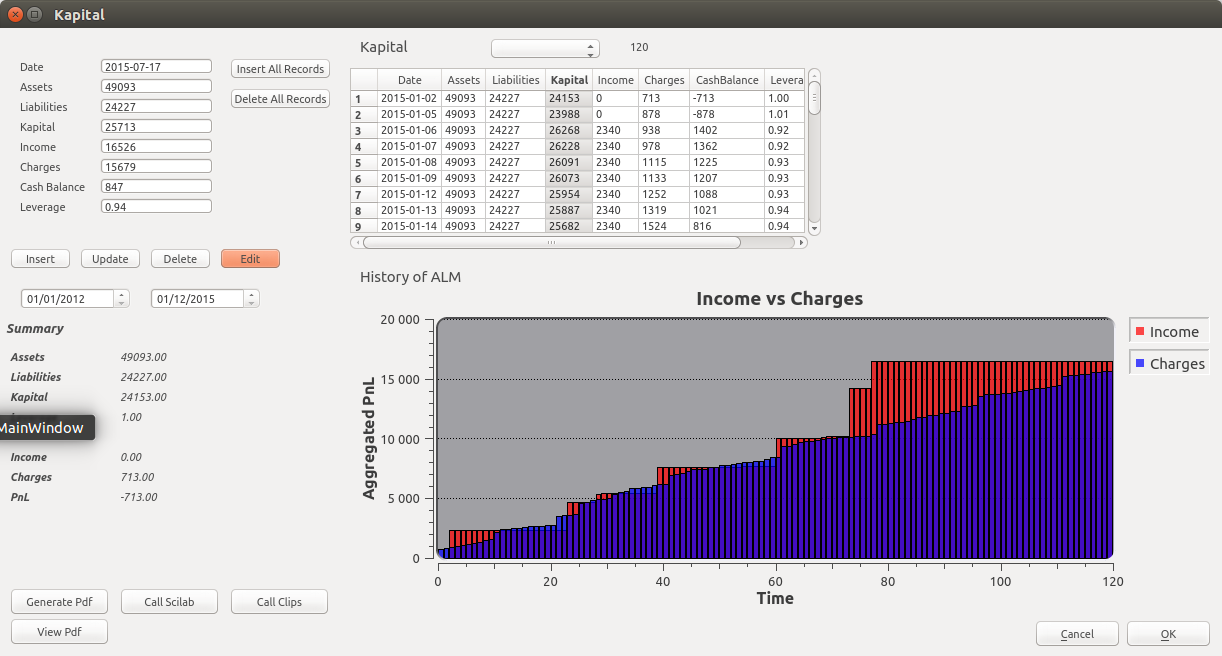 Kapital
Date 2015-07-17
Assets 49093
Liabilities 24227
Kapital 25713
Income 16526
Charges 15679
Cash Balance 847
Leverage 0.94
Insert All Records
Delete All Records
Insert Update Delete Edit
01/01/2012 01/12/2015
Summary
Assets 49093.00
Liabilities 24227.00
Kapital 24153.00
1.00
MainWindow
Income 0.00
Charges 713.00
PnL -713.00
Generate Pdf Call Scilab Call Clips
View Pdf
Kapital 120
Date Assets Liabilities Kapital Income Charges CashBalance Levera
1 2015-01-02 49093 24227 24153 0 713 -713 1.00
2 2015-01-05 49093 24227 23988 0 878 -878 1.01
3 2015-01-06 49093 24227 26268 2340 938 1402 0.92
4 2015-01-07 49093 24227 26228 2340 978 1362 0.92
5 2015-01-08 49093 24227 26091 2340 1115 1225 0.93
6 2015-01-09 49093 24227 26073 2340 1133 1207 0.93
7 2015-01-12 49093 24227 25954 2340 1252 1088 0.93
8 2015-01-13 49093 24227 25887 2340 1319 1021 0.94
9 2015-01-14 49093 24227 25682 2340 1524 816 0.94
History of ALM
Income vs Charges
Aggregated PnL
20 000
15 000
10 000
5 000
0
0 20 40 60 80 100 120
Time
Income
Charges
Cancel OK